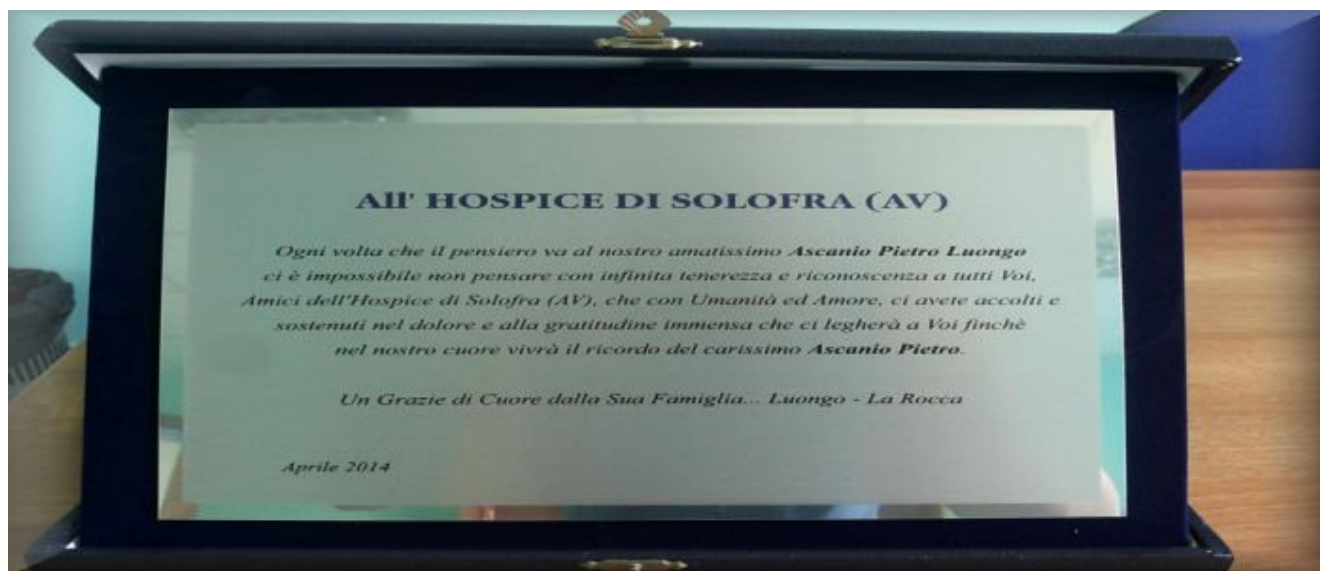 All' HOSPICE DI SOLOFRA (AV)
Ogni volta che il pensiero va al nostro amatissimo Ascanio Pietro Luongo
ci è impossibile non pensare con infinita tenerezza e riconoscenza a tutti Voi,
Amici dell'Hospice di Solofra (AV), che con Umanità ed Amore, ci avete accolti e
sostenuti nel dolore e alla gratitudine immensa che ci legherà a Voi finchè
nel nostro cuore vivrà il ricordo del carissimo Ascanio Pietro.
Un Grazie di Cuore dalla Sua Famiglia... Luongo - La Rocca
Aprile 2014